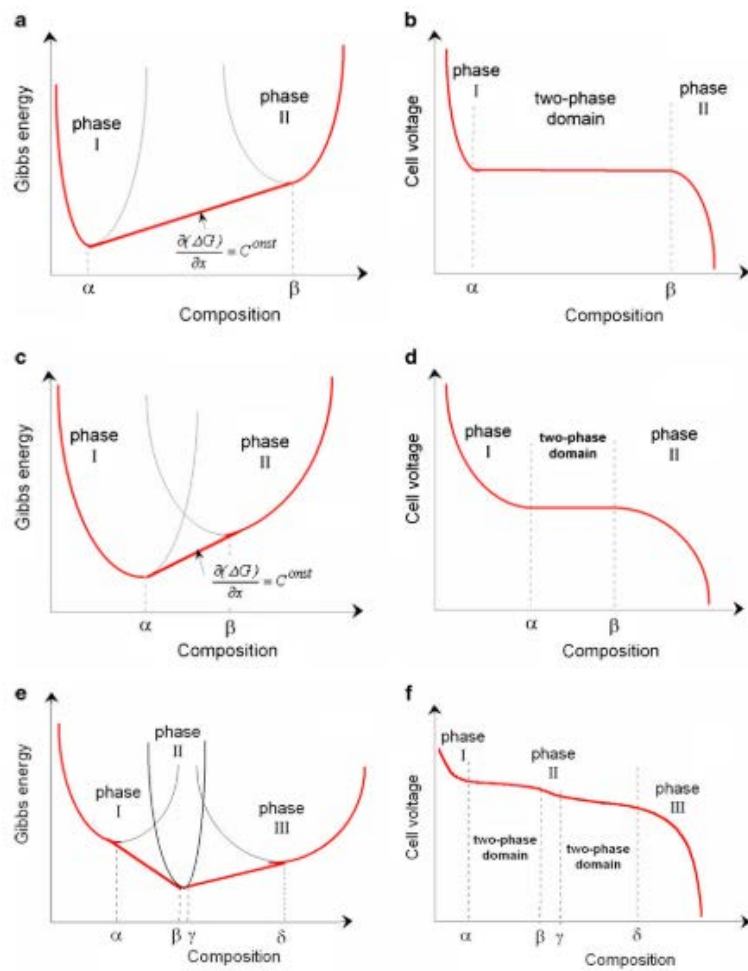 a
Gibbs energy
phase
I
phase
II
∂(ΔG)/∂x = Cᵒⁿˢᵗ
α
β
Composition
b
Cell voltage
phase
I
two-phase
domain
phase
II
α
β
Composition
c
Gibbs energy
phase
I
phase
II
∂(ΔG)/∂x = Cᵒⁿˢᵗ
α
β
Composition
d
Cell voltage
phase
I
two-phase
domain
phase
II
α
β
Composition
e
Gibbs energy
phase
II
phase
I
phase
III
α
β
γ
δ
Composition
f
Cell voltage
phase
I
phase
II
phase
III
two-phase
domain
two-phase
domain
α
β
γ
δ
Composition